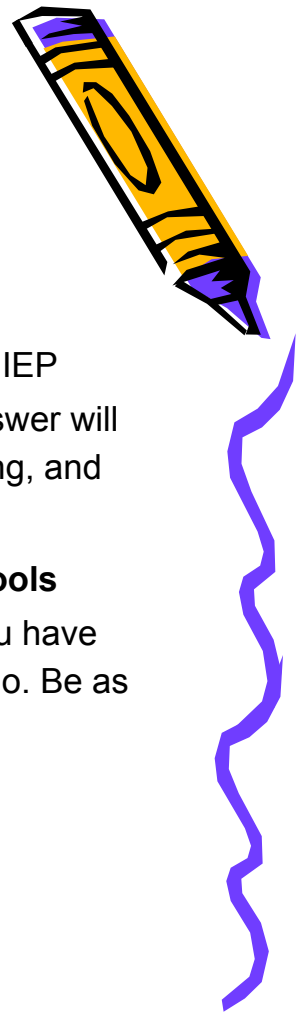 IEP
swer will
ng, and
ools
u have
o. Be as